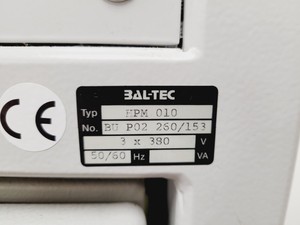 BAL-TEC
Typ HPM 010
No. BU P02 260/153
3 x 380 V
50/60 Hz VA
CE